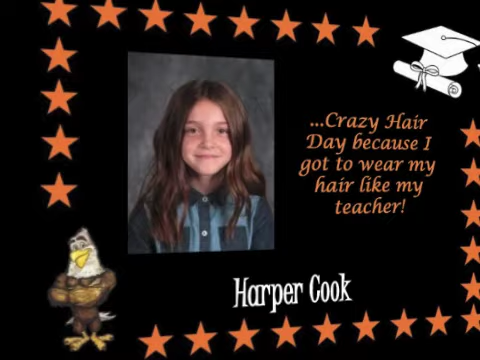 ...Crazy Hair
Day because I
got to wear my
hair like my
teacher!
Harper Cook